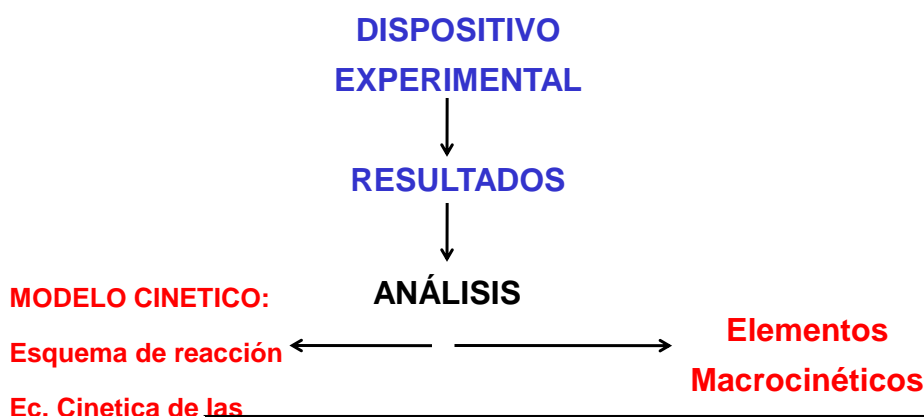 DISPOSITIVO
EXPERIMENTAL
RESULTADOS
ANÁLISIS
MODELO CINETICO:
Esquema de reacción
Ec. Cinetica de las
Elementos
Macrocinéticos